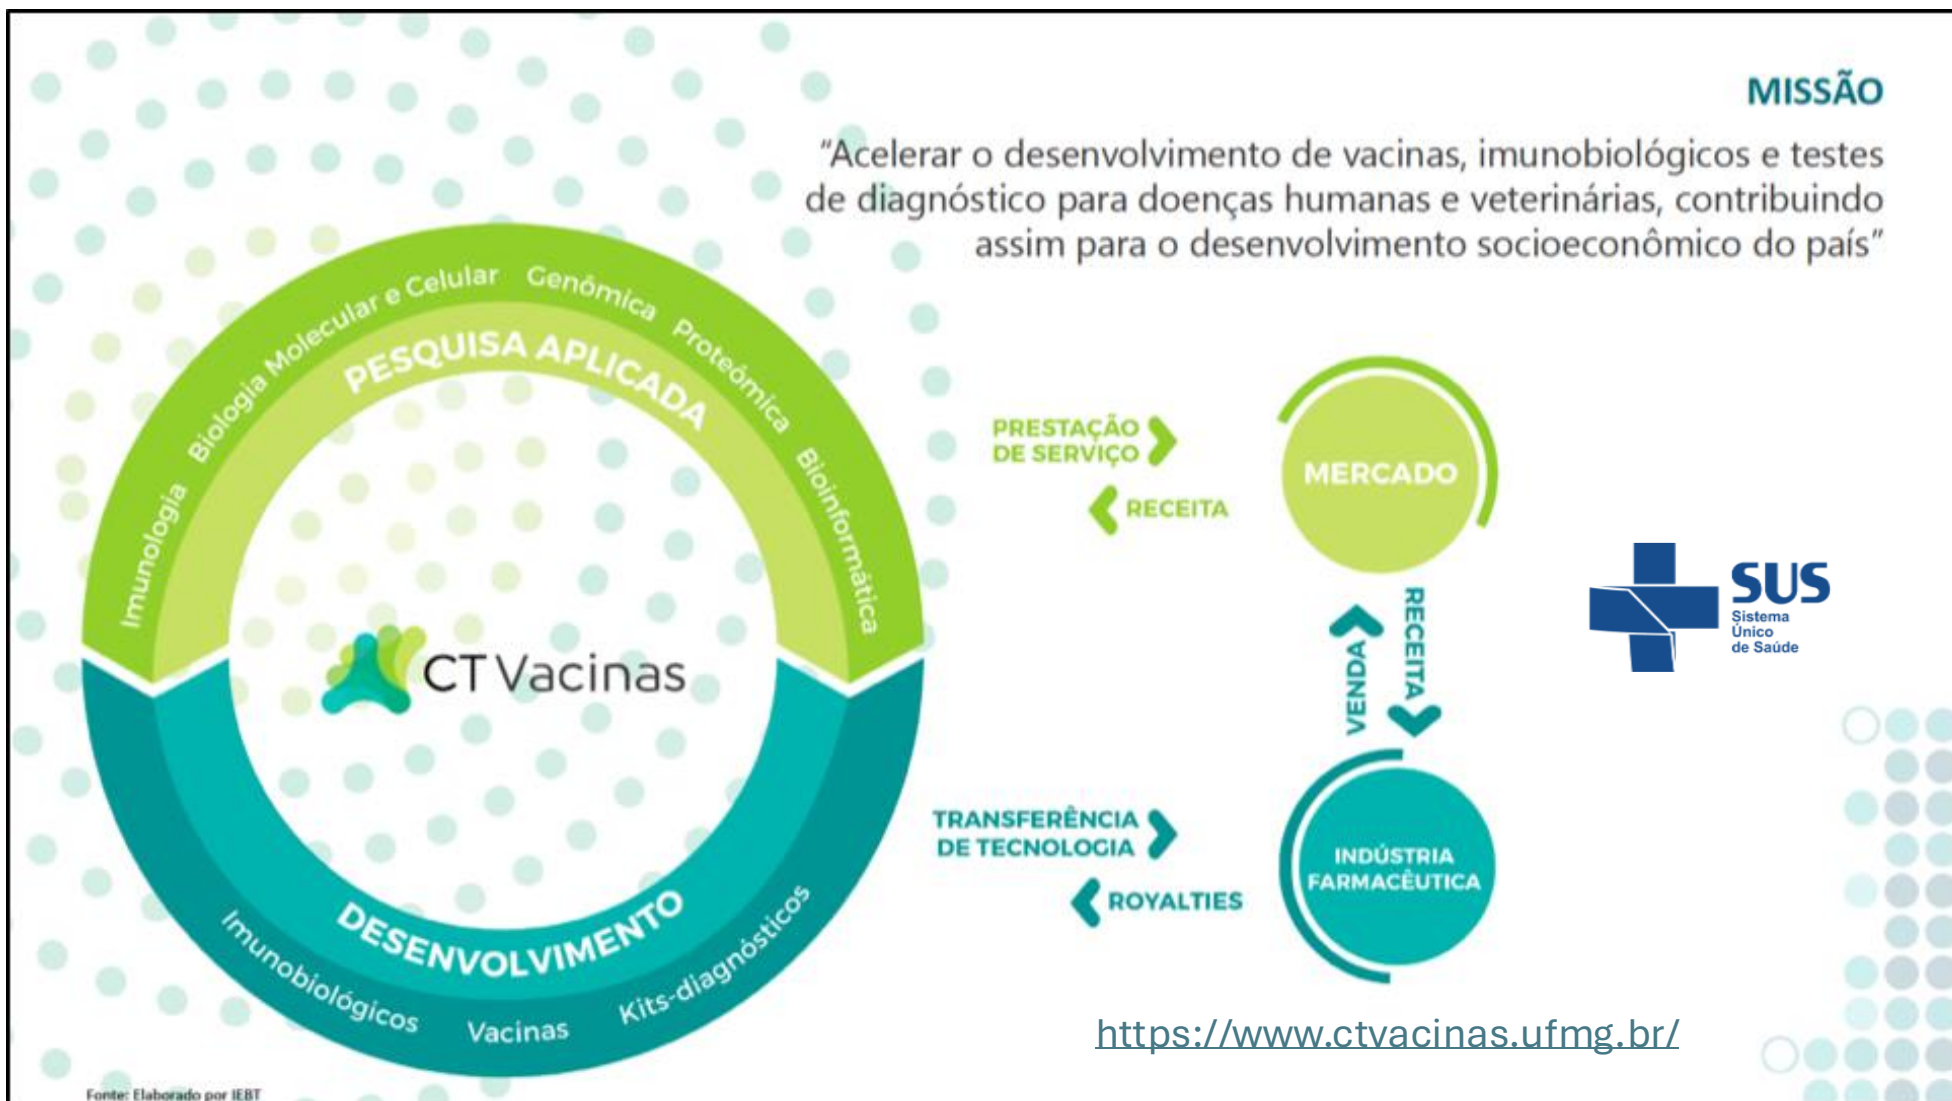 MISSÃO
"Acelerar o desenvolvimento de vacinas, imunobiológicos e testes
de diagnóstico para doenças humanas e veterinárias, contribuindo
assim para o desenvolvimento socioeconômico do país"
Imunologia Biologia Molecular e Celular Genômica Proteômica Bioinformática
PESQUISA APLICADA
CT Vacinas
DESENVOLVIMENTO
Imunobiológicos Vacinas Kits-diagnósticos
PRESTAÇÃO
DE SERVIÇO
RECEITA
MERCADO
VENDA
RECEITA
SUS
Sistema
Único
de Saúde
TRANSFERÊNCIA
DE TECNOLOGIA
ROYALTIES
INDÚSTRIA
FARMACÊUTICA
https://www.ctvacinas.ufmg.br/
Fonte: Elaborado por IEBT